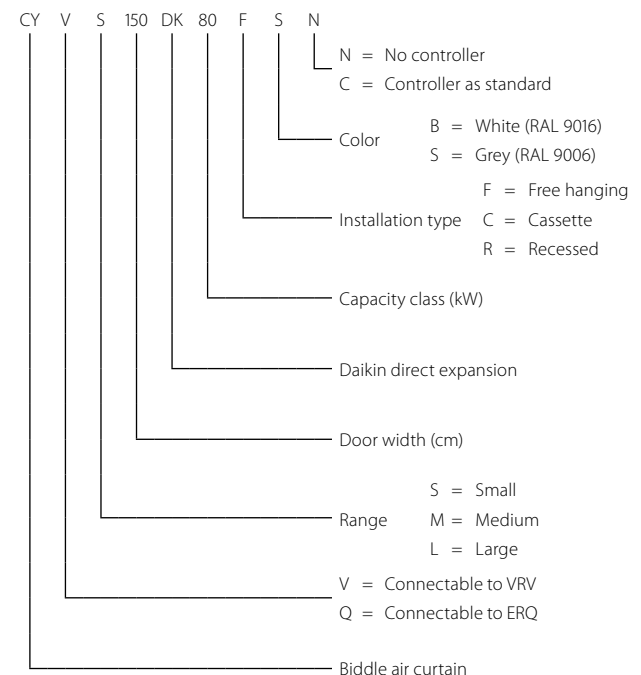 CY V S 150 DK 80 F S N
N = No controller
C = Controller as standard
Color
B = White (RAL 9016)
S = Grey (RAL 9006)
Installation type
F = Free hanging
C = Cassette
R = Recessed
Capacity class (kW)
Daikin direct expansion
Door width (cm)
Range
S = Small
M = Medium
L = Large
V = Connectable to VRV
Q = Connectable to ERQ
Biddle air curtain